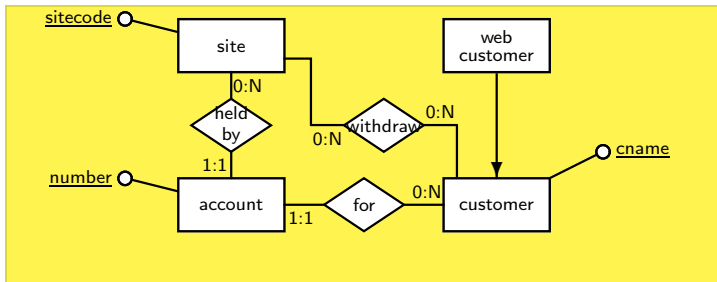 sitecode
site
web
customer
0:N
held
by
withdraw
0:N
0:N
cname
1:1
number
account
1:1
for
0:N
customer